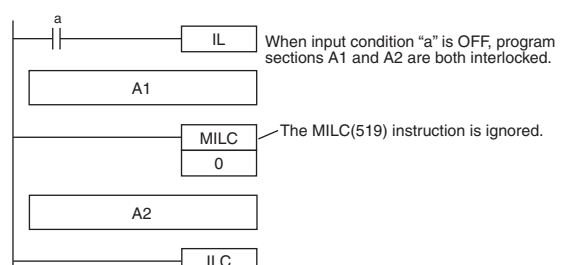 a
IL
When input condition “a” is OFF, program
sections A1 and A2 are both interlocked.
A1
MILC
The MILC(519) instruction is ignored.
0
A2
ILC